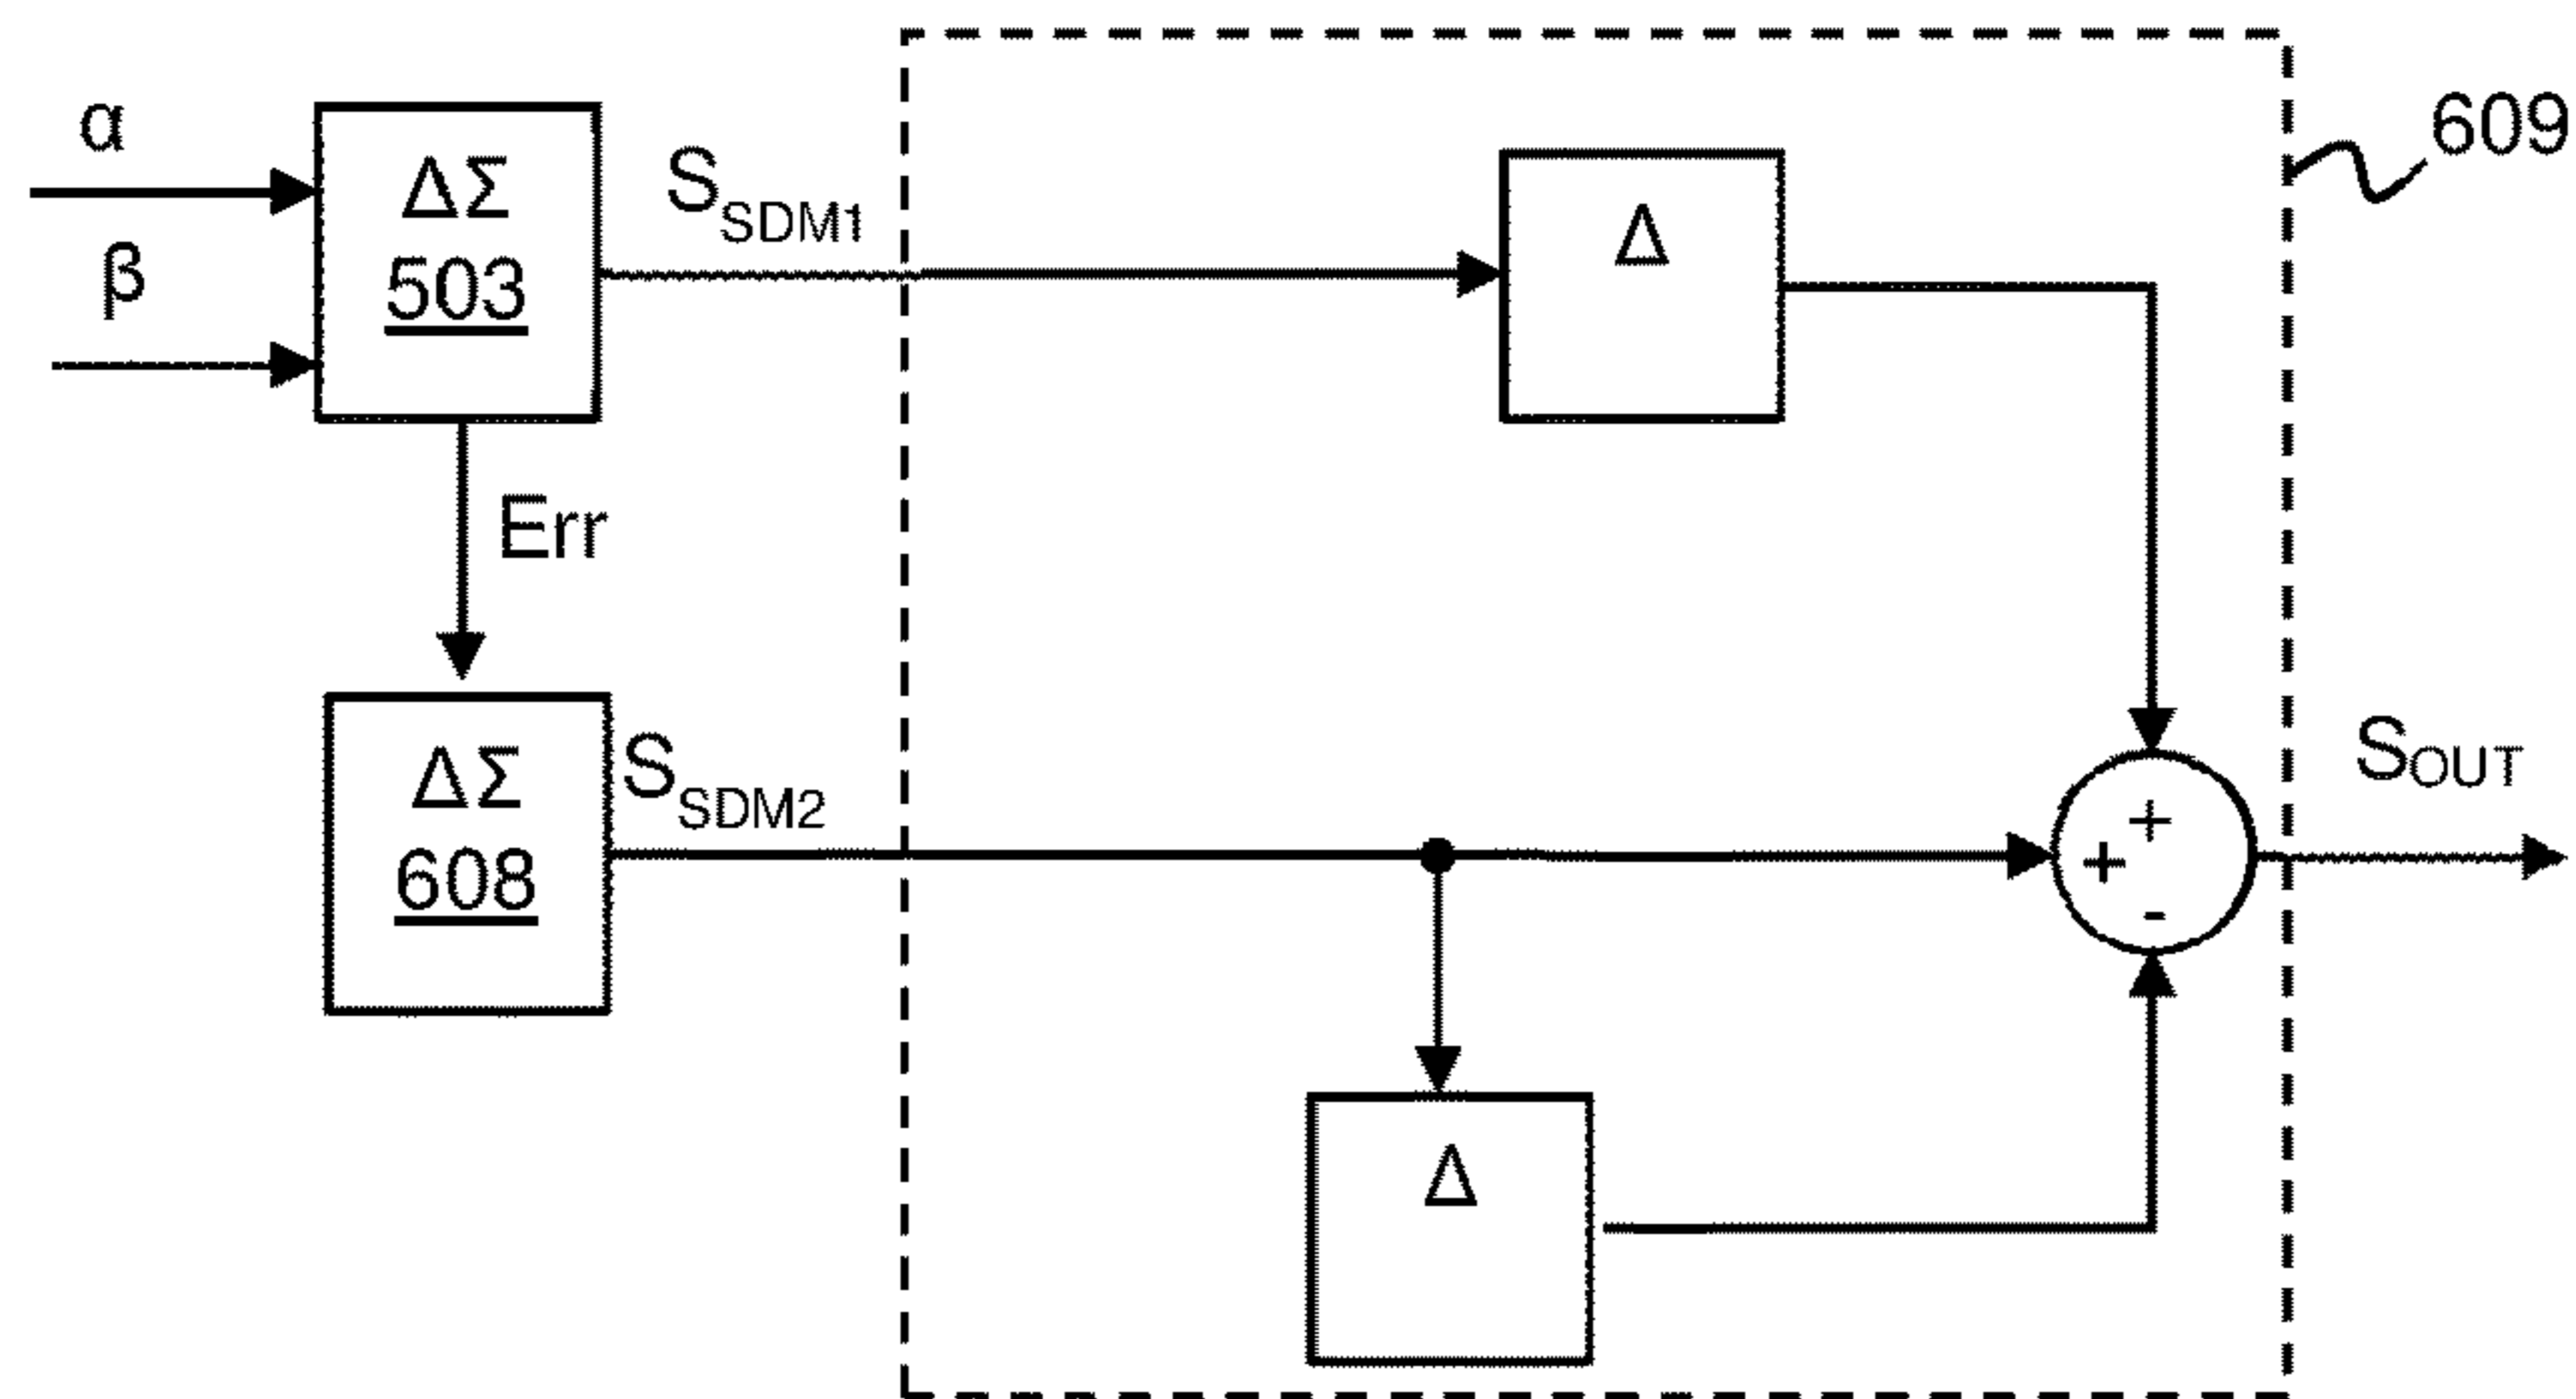 α
β
ΔΣ
503
S_SDM1
Δ
609
Err
ΔΣ
608
S_SDM2
+
+
-
S_OUT
Δ